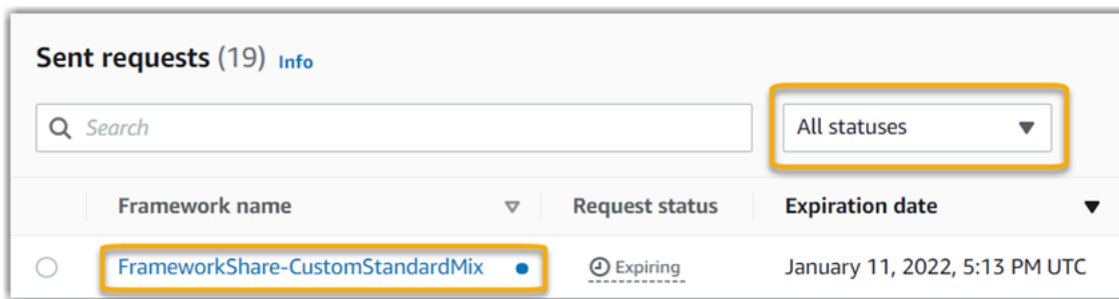 Sent requests (19) Info
Search
All statuses
Framework name
Request status
Expiration date
FrameworkShare-CustomStandardMix
Expiring
January 11, 2022, 5:13 PM UTC